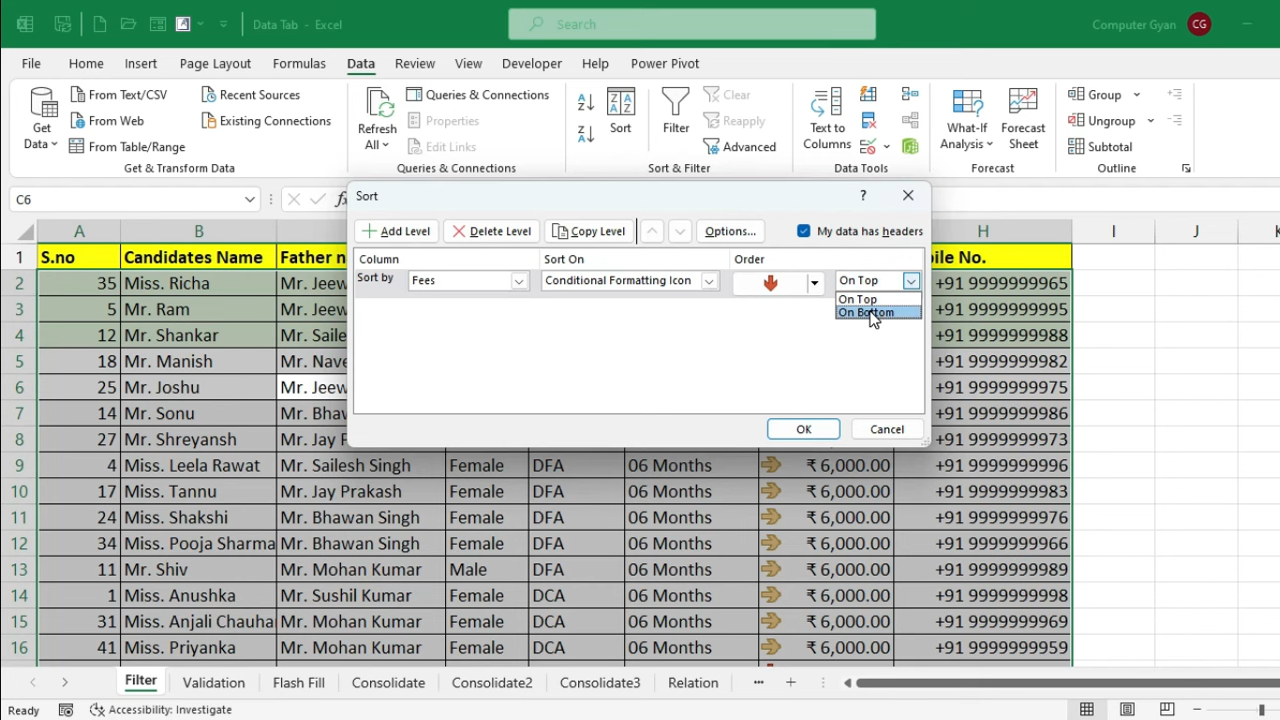 Data Tab - Excel
Search
Computer Gyan CG
File Home Insert Page Layout Formulas Data Review View Developer Help Power Pivot
Get Data
From Text/CSV
From Web
From Table/Range
Recent Sources
Existing Connections
Get & Transform Data
Refresh All
Queries & Connections
Properties
Edit Links
Queries & Connections
Sort
Filter
Clear
Reapply
Advanced
Sort & Filter
Text to Columns
Data Tools
What-If Analysis
Forecast Sheet
Forecast
Group
Ungroup
Subtotal
Outline
C6
Sort ?
Add Level Delete Level Copy Level Options... My data has headers
Column Sort On Order
Sort by Fees Conditional Formatting Icon On Top
On Top
On Bottom
OK Cancel
A B H I J K
1 S.no Candidates Name Father n ile No.
2 35 Miss. Richa Mr. Jeew +91 9999999965
3 5 Mr. Ram Mr. Jeew +91 9999999995
4 12 Mr. Shankar Mr. Saile +91 9999999988
5 18 Mr. Manish Mr. Nave +91 9999999982
6 25 Mr. Joshu Mr. Jeew +91 9999999975
7 14 Mr. Sonu Mr. Bhaw +91 9999999986
8 27 Mr. Shreyansh Mr. Jay P +91 9999999973
9 4 Miss. Leela Rawat Mr. Sailesh Singh Female DFA 06 Months ₹ 6,000.00 +91 9999999996
10 17 Miss. Tannu Mr. Jay Prakash Female DFA 06 Months ₹ 6,000.00 +91 9999999983
11 24 Miss. Shakshi Mr. Bhawan Singh Female DFA 06 Months ₹ 6,000.00 +91 9999999976
12 34 Miss. Pooja Sharma Mr. Bhawan Singh Female DFA 06 Months ₹ 6,000.00 +91 9999999966
13 11 Mr. Shiv Mr. Mohan Kumar Male DFA 06 Months ₹ 6,000.00 +91 9999999989
14 1 Miss. Anushka Mr. Sushil Kumar Female DCA 06 Months ₹ 6,000.00 +91 9999999998
15 31 Miss. Anjali Chauhan Mr. Mohan Kumar Female DCA 06 Months ₹ 6,000.00 +91 9999999969
16 41 Miss. Priyanka Mr. Mohan Kumar Female DCA 06 Months ₹ 6,000.00 +91 9999999959
Filter Validation Flash Fill Consolidate Consolidate2 Consolidate3 Relation
Ready Accessibility: Investigate